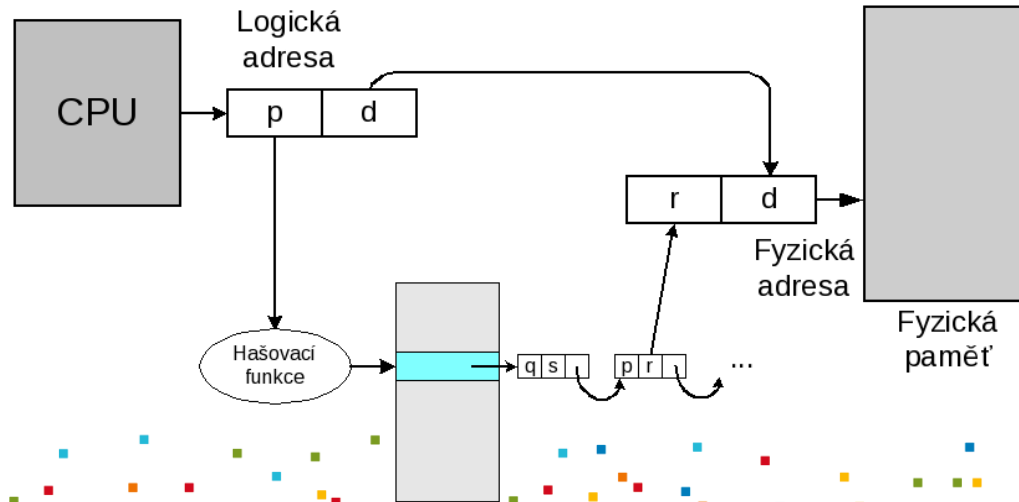 Logická
adresa
CPU
p
d
r
d
Fyzická
adresa
Fyzická
paměť
Hašovací
funkce
q s
p r
...